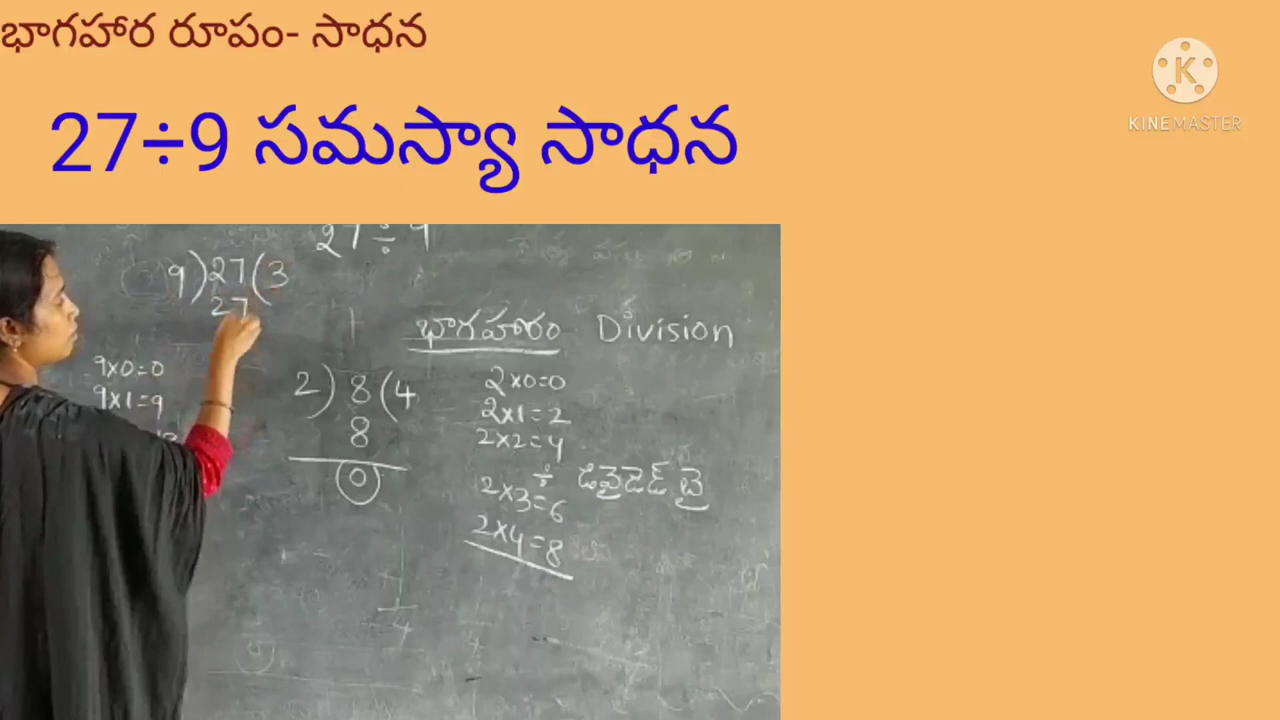 భాగహార రూపం- సాధన
KINEMASTER
27÷9 సమస్యా సాధన
27 ÷ 9
9)27(3
27
భాగహారం Division
9x0=0
9x1=9
2)8(4
8
0
2x0=0
2x1=2
2x2=4
÷ డివైడెడ్ బై
2x3=6
2x4=8
4